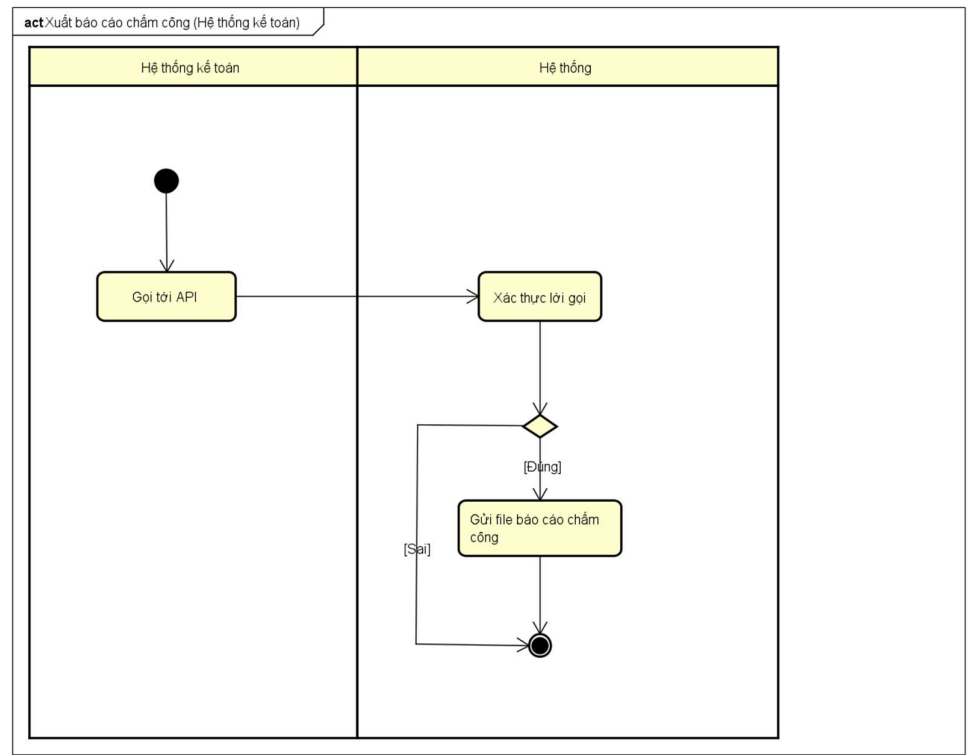 act Xuất báo cáo chấm công (Hệ thống kế toán)
Hệ thống kế toán
Hệ thống
Gọi tới API
Xác thực lời gọi
[Đúng]
Gửi file báo cáo chấm
công
[Sai]